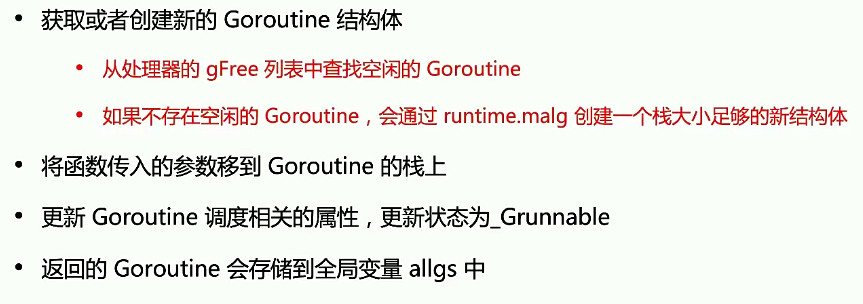 • 获取或者创建新的 Goroutine 结构体
• 从处理器的 gFree 列表中查找空闲的 Goroutine
• 如果不存在空闲的 Goroutine，会通过 runtime.malg 创建一个栈大小足够的新结构体
• 将函数传入的参数移到 Goroutine 的栈上
• 更新 Goroutine 调度相关的属性，更新状态为_Grunnable
• 返回的 Goroutine 会存储到全局变量 allgs 中